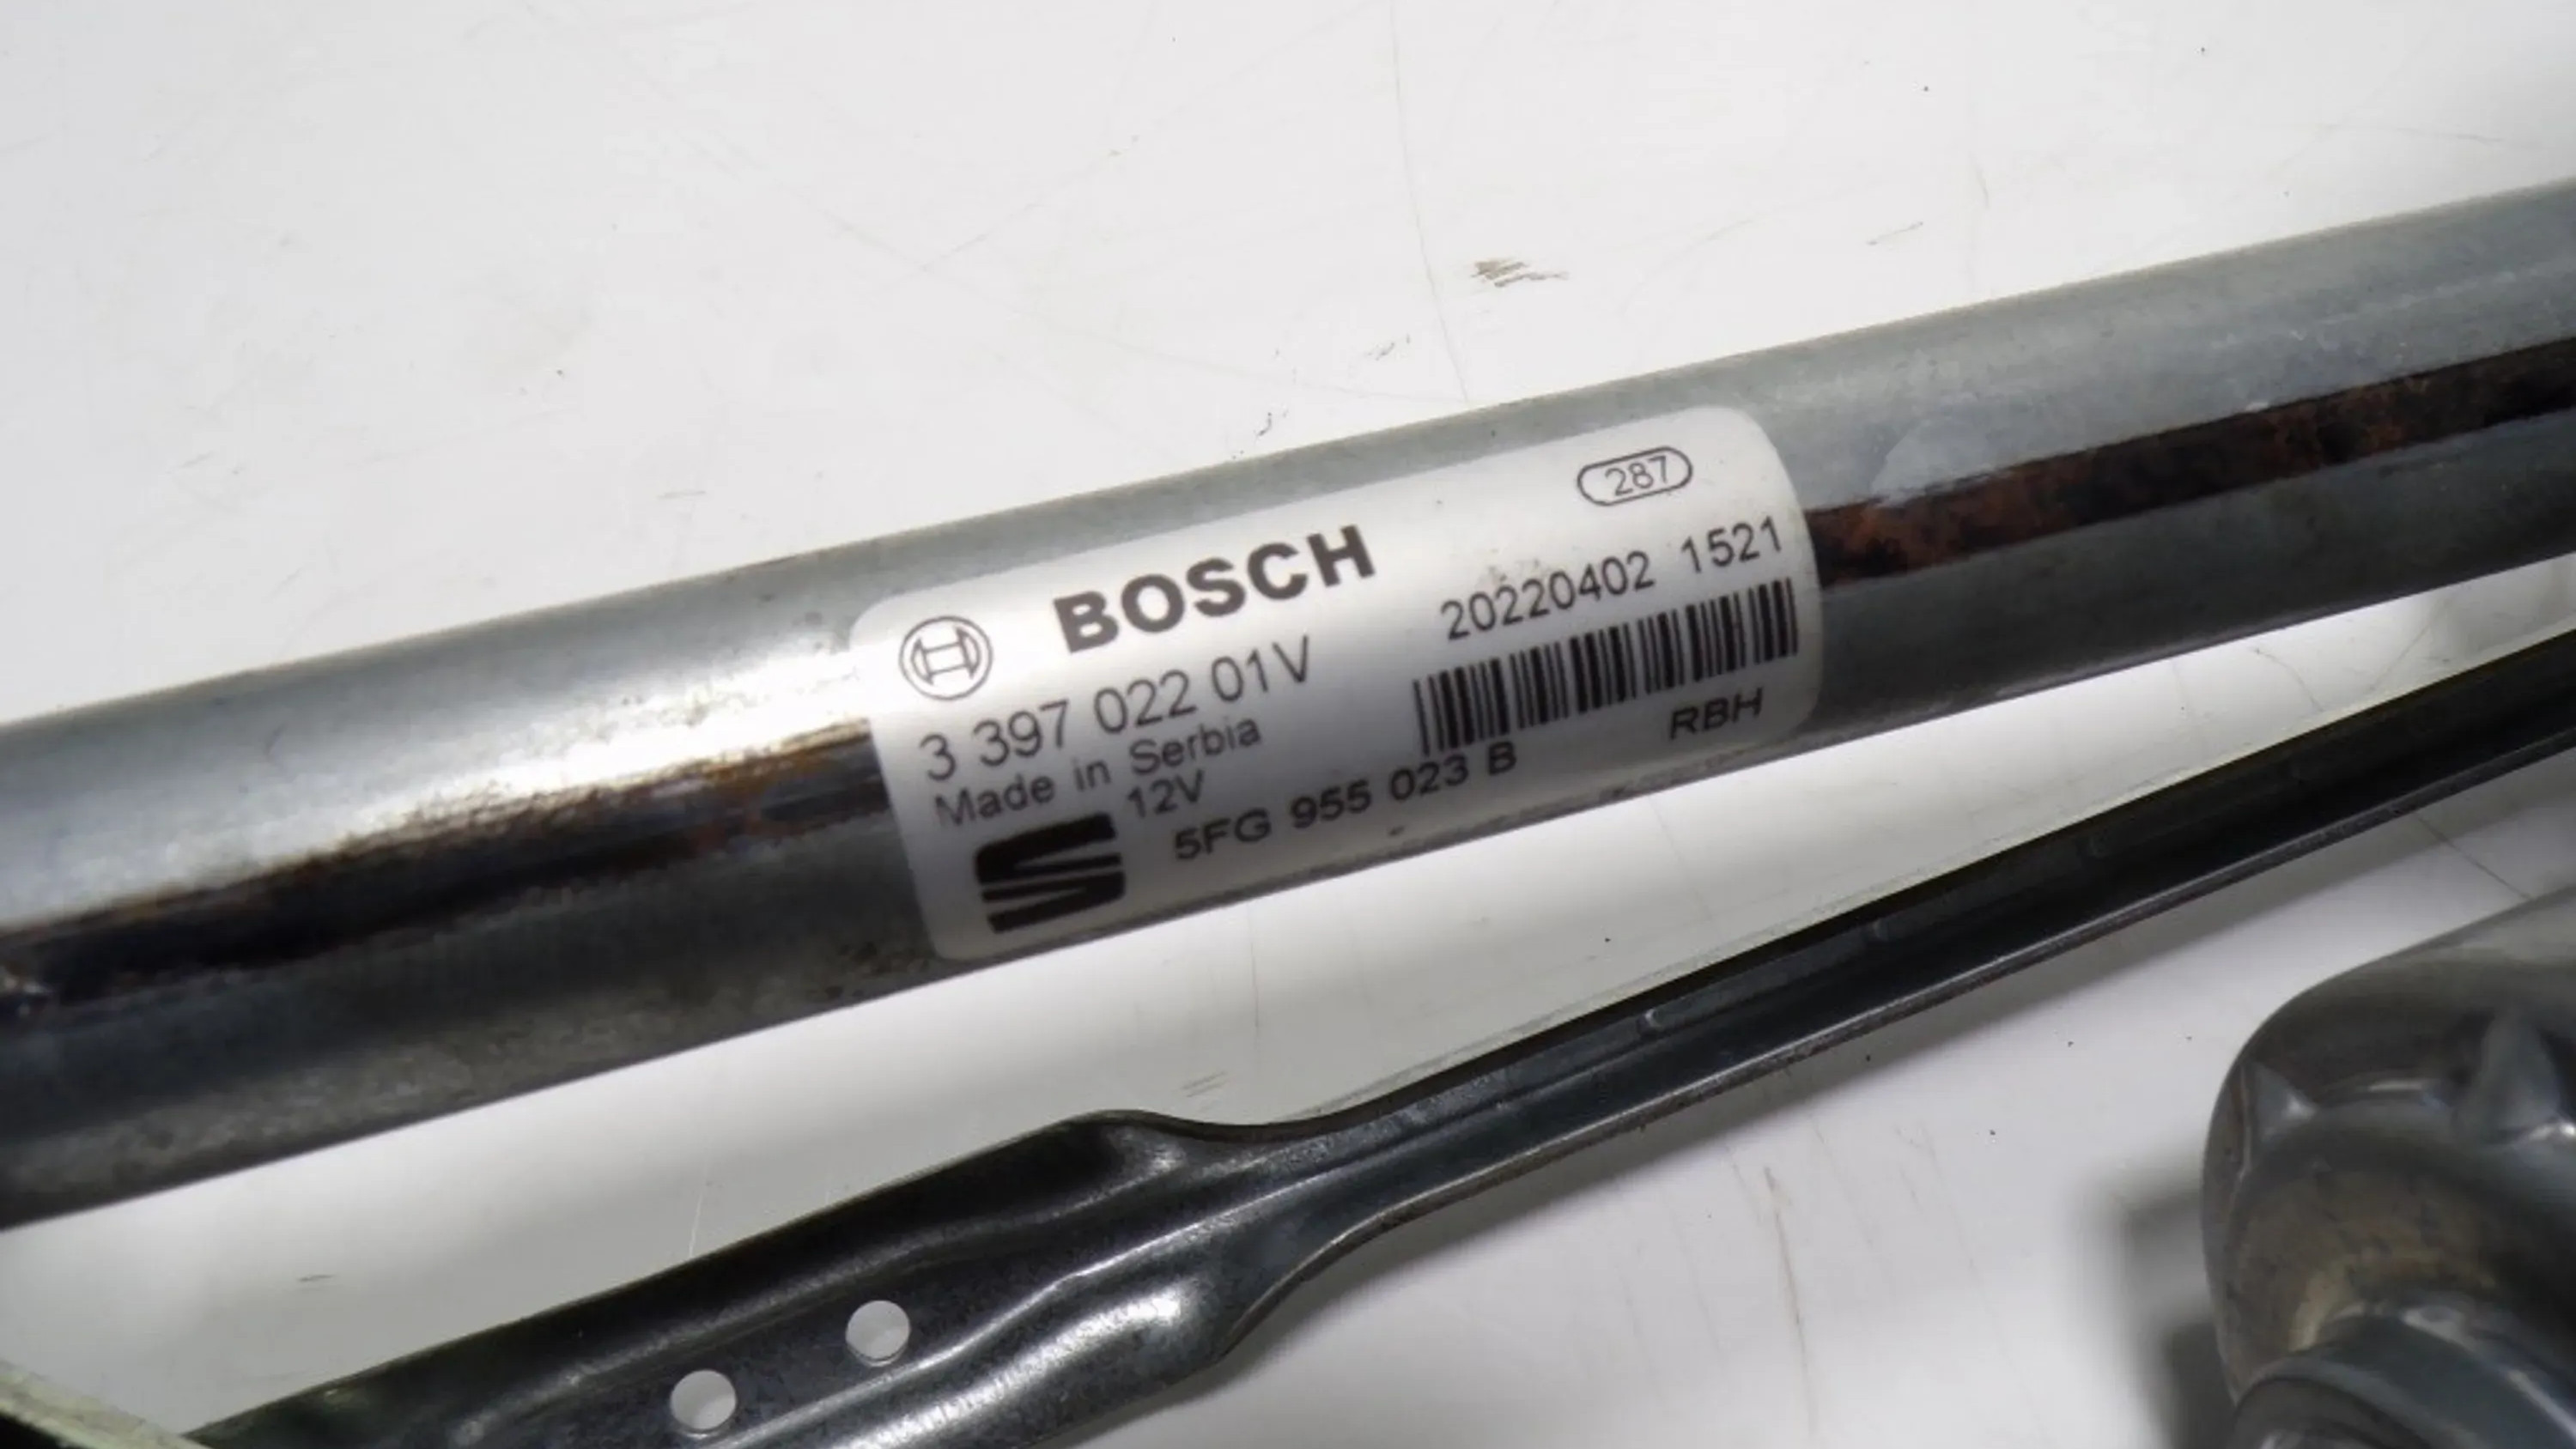 287
BOSCH
20220402 1521
3 397 022 01V
Made in Serbia
12V
RBH
5FG 955 023 B